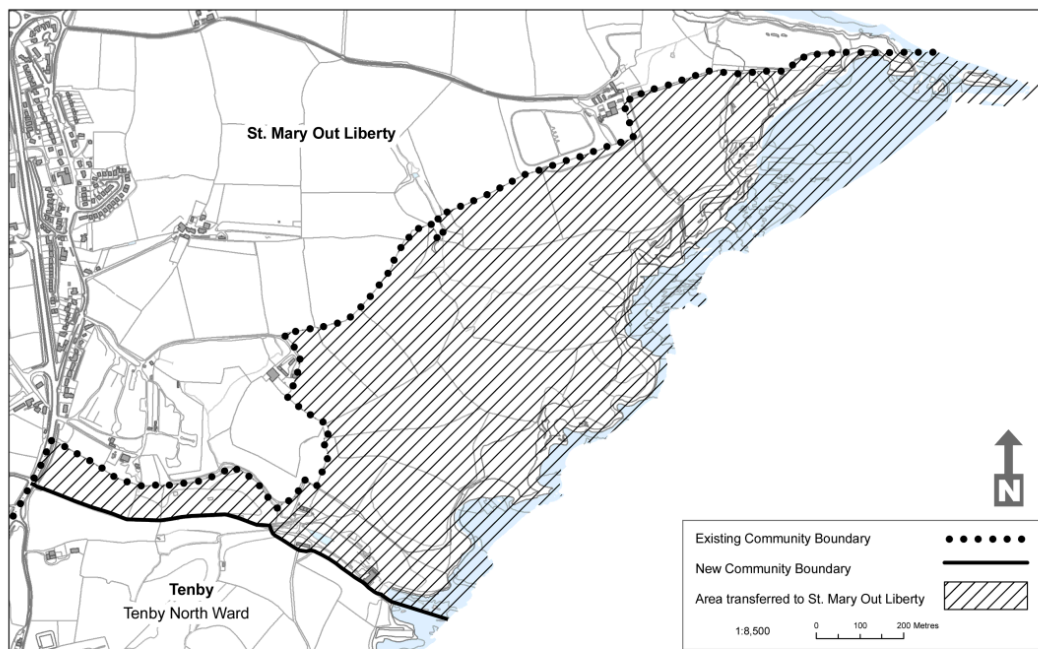 St. Mary Out Liberty
Tenby
Tenby North Ward
N
Existing Community Boundary
New Community Boundary
Area transferred to St. Mary Out Liberty
1:8,500
0 100 200 Metres